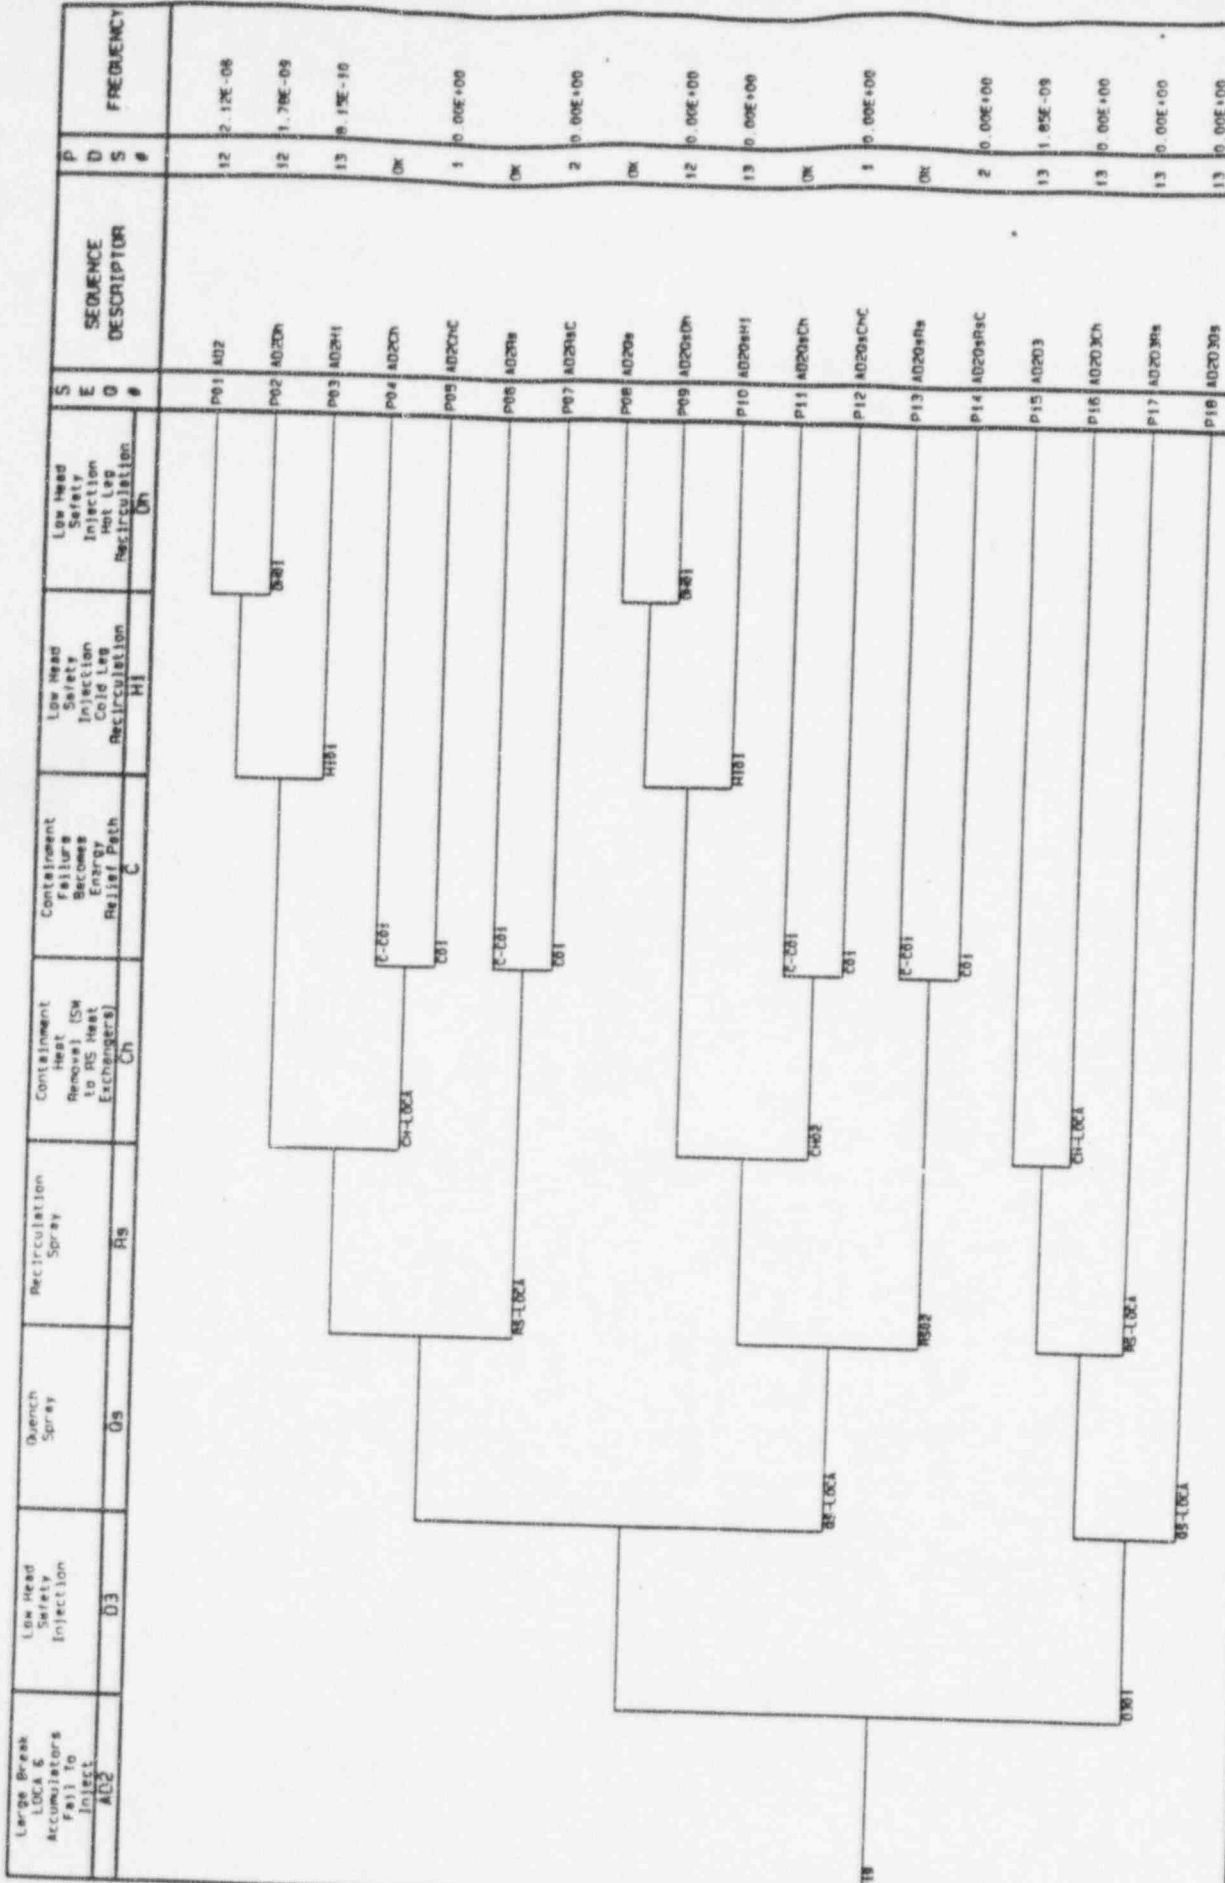 Large Break
LOCA &
Accumulators
Fail To
Inject
AD2
Low Head
Safety
Injection
D3
Quench
Spray
Qs
Recirculation
Spray
Rs
Containment
Heat
Removal (SW
to RS Heat
Exchangers)
Ch
Containment
Failure
Becomes
Energy
Relief Path
C
Low Head
Safety
Injection
Cold Leg
Recirculation
H1
Low Head
Safety
Injection
Hot Leg
Recirculation
Dh
S
E
Q
#
SEQUENCE
DESCRIPTOR
P
D
S
#
FREQUENCY
P01 AD2 12 2.12E-06
P02 AD2Dh 12 1.78E-09
P03 AD2H1 13 8.15E-10
P04 AD2Ch OK
P05 AD2ChC 1 0.00E+00
P06 AD2Rs OK
P07 AD2RsC 2 0.00E+00
P08 AD2Qs OK
P09 AD2QsDh 12 0.00E+00
P10 AD2QsH1 13 0.00E+00
P11 AD2QsCh OK
P12 AD2QsChC 1 0.00E+00
P13 AD2QsRs OK
P14 AD2QsRsC 2 0.00E+00
P15 AD2D3 13 1.85E-09
P16 AD2D3Ch 13 0.00E+00
P17 AD2D3Rs 13 0.00E+00
P18 AD2D3Qs 13 0.00E+00
DH01
H101
C-C01
C01
CH-LOCA
C-C01
C01
RS-LOCA
DH01
H101
C-C01
C01
CH02
C-C01
C01
RS02
QS-LOCA
CH-LOCA
RS-LOCA
QS-LOCA
D301